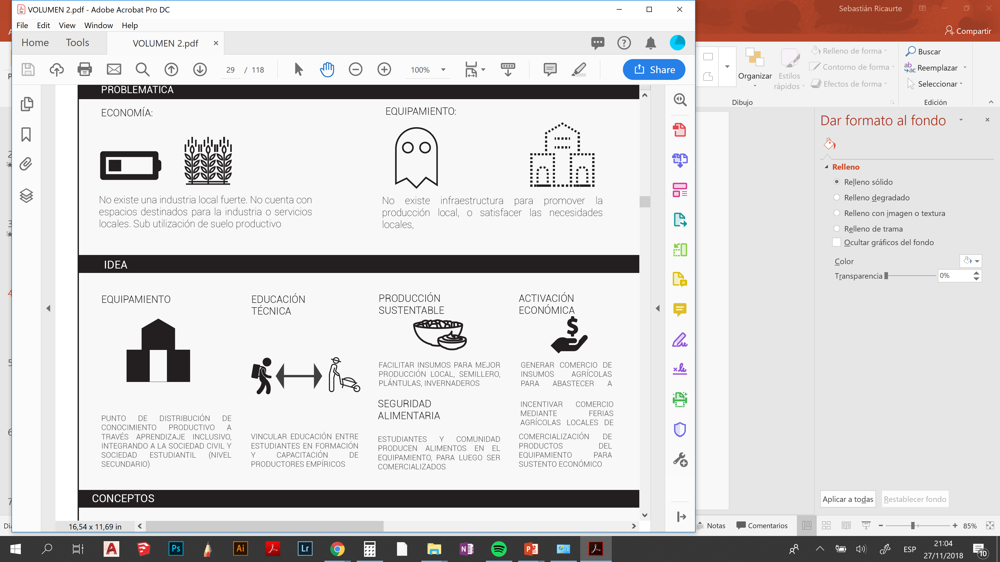 VOLUMEN 2.pdf - Adobe Acrobat Pro DC
File Edit View Window Help
Home Tools VOLUMEN 2.pdf
29 / 118 100% Share
PROBLEMÁTICA
ECONOMÍA:
No existe una industria local fuerte. No cuenta con
espacios destinados para la industria o servicios
locales. Sub utilización de suelo productivo
EQUIPAMIENTO:
No existe infraestructura para promover la
producción local, o satisfacer las necesidades
locales,
IDEA
EQUIPAMIENTO
PUNTO DE DISTRIBUCIÓN DE
CONOCIMIENTO PRODUCTIVO A
TRAVÉS APRENDIZAJE INCLUSIVO,
INTEGRANDO A LA SOCIEDAD CIVIL Y
SOCIEDAD ESTUDIANTIL (NIVEL
SECUNDARIO)
EDUCACIÓN
TÉCNICA
VINCULAR EDUCACIÓN ENTRE
ESTUDIANTES EN FORMACIÓN
Y CAPACITACIÓN DE
PRODUCTORES EMPÍRICOS
PRODUCCIÓN
SUSTENTABLE
FACILITAR INSUMOS PARA MEJOR
PRODUCCIÓN LOCAL, SEMILLERO,
PLÁNTULAS, INVERNADEROS
SEGURIDAD
ALIMENTARIA
ESTUDIANTES Y COMUNIDAD
PRODUCEN ALIMENTOS EN EL
EQUIPAMIENTO, PARA LUEGO SER
COMERCIALIZADOS
ACTIVACIÓN
ECONÓMICA
$
GENERAR COMERCIO DE
INSUMOS AGRÍCOLAS
PARA ABASTECER A
INCENTIVAR COMERCIO
MEDIANTE FERIAS
AGRÍCOLAS LOCALES DE
COMERCIALIZACIÓN DE
PRODUCTOS DEL
EQUIPAMIENTO PARA
SUSTENTO ECONÓMICO
CONCEPTOS
16,54 x 11,69 in
Sebastián Ricaurte
Compartir
Organizar
Estilos
rápidos
Relleno de forma
Contorno de forma
Efectos de forma
Dibujo
Buscar
Reemplazar
Seleccionar
Edición
Dar formato al fondo
Relleno
Relleno sólido
Relleno degradado
Relleno con imagen o textura
Relleno de trama
Ocultar gráficos del fondo
Color
Transparencia 0%
Aplicar a todas Restablecer fondo
2
3
4
5
6
7
Notas Comentarios 85%
Ps Ai Lr N P
ESP
21:04
27/11/2018
10